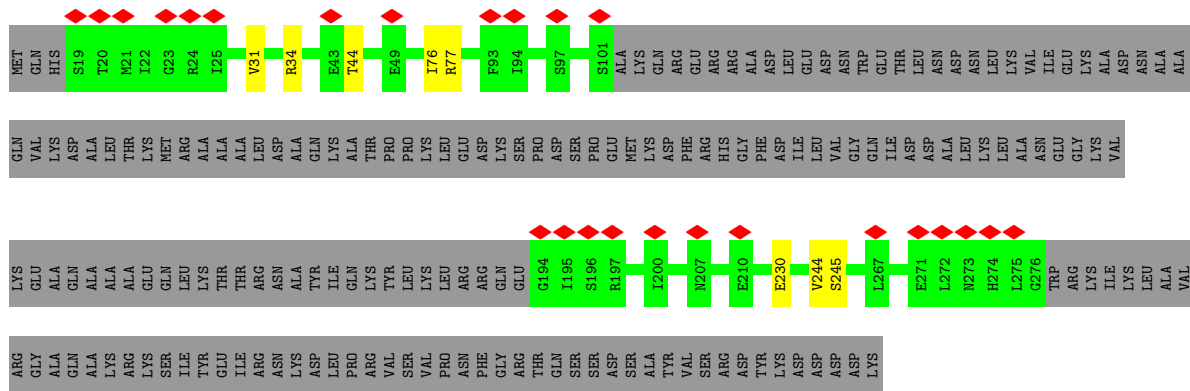 MET GLN HIS S19 T20 M21 I22 G23 R24 I25 V31 R34 E43 T44 E49 I76 R77 F93 I94 S97 S101 ALA LYS GLN ARG GLU ARG ARG ALA ASP LEU GLU ASP ASN TRP GLU THR LEU ASN ASP ASN LEU LYS VAL ILE GLU LYS ALA ASP ASN ALA ALA
GLN VAL LYS ASP ALA LEU THR LYS MET ARG ALA ALA ALA LEU ASP ALA GLN LYS ALA THR PRO PRO LYS LEU GLU ASP LYS SER PRO ASP SER PRO GLU MET LYS ASP PHE ARG HIS GLY PHE ASP ILE LEU VAL GLY GLN ILE ASP ASP ALA LEU LYS LEU ALA ASN GLU GLY LYS VAL
LYS GLU ALA GLN ALA ALA ALA GLU GLN LEU LYS THR THR ARG ASN ALA TYR ILE GLN LYS TYR LEU LYS LEU ARG ARG GLN GLU G194 I195 S196 R197 I200 N207 E210 E230 V244 S245 L267 E271 L272 N273 H274 L275 G276 TRP ARG LYS ILE LYS LEU ALA VAL
ARG GLY ALA GLN ALA LYS ARG LYS SER ILE TYR GLU ILE ARG ASN LYS ASP LEU PRO ARG VAL SER VAL PRO ASN PHE GLY ARG THR GLN SER SER ASP SER ALA TYR VAL SER ARG ASP TYR LYS ASP ASP ASP ASP LYS